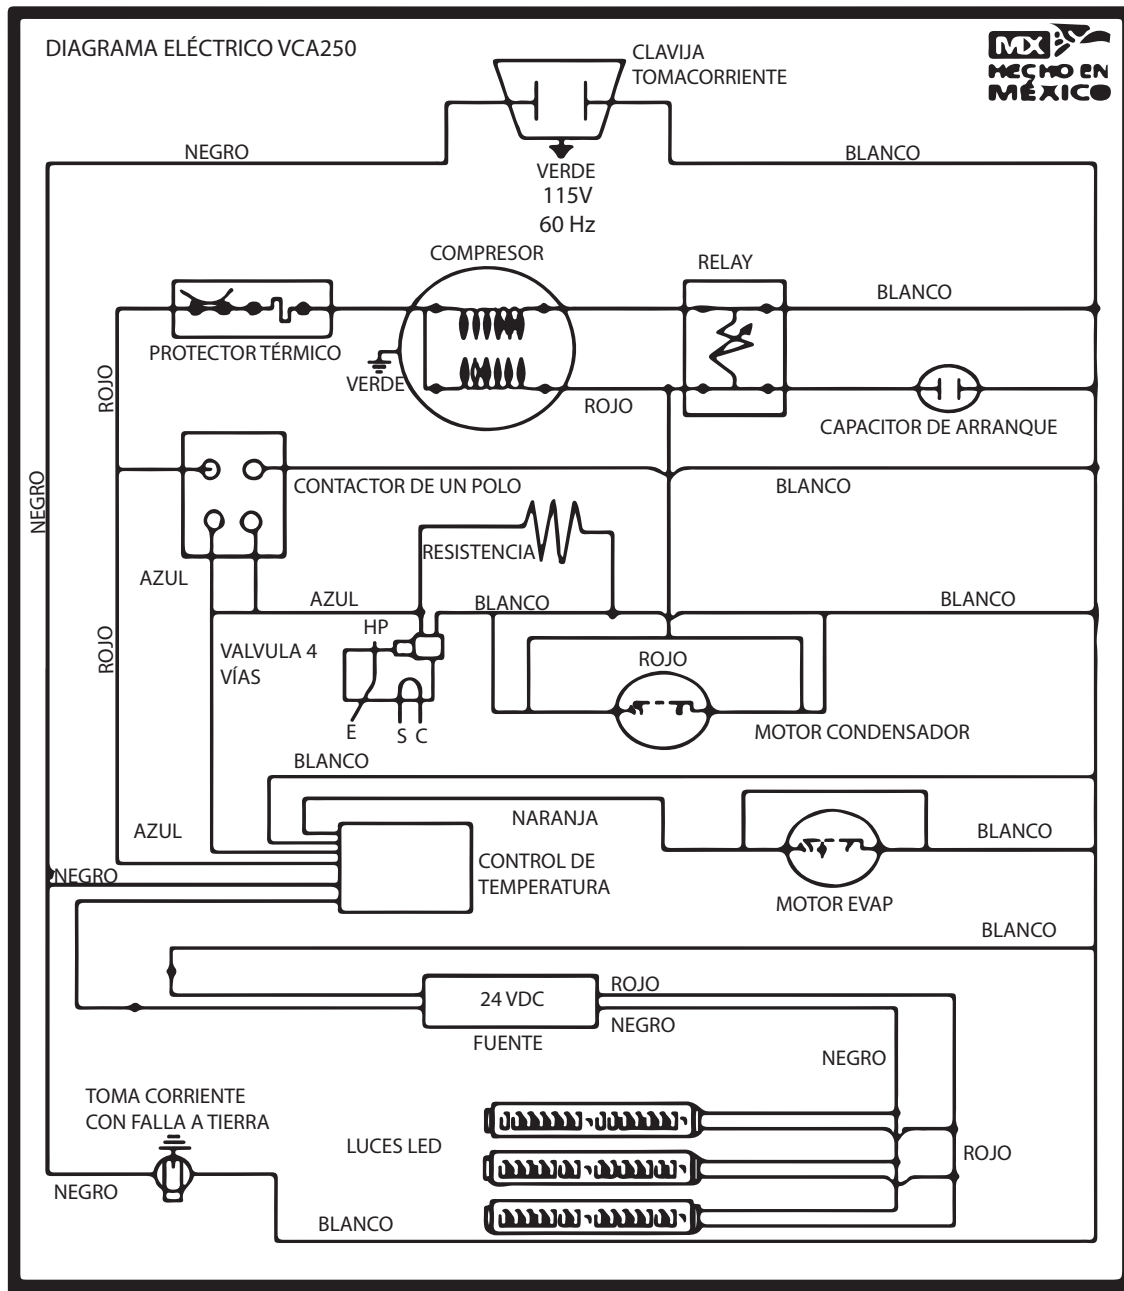 DIAGRAMA ELÉCTRICO VCA250
CLAVIJA
TOMACORRIENTE
MX
HECHO EN
MÉXICO
NEGRO
VERDE
115V
60 Hz
BLANCO
COMPRESOR
RELAY
BLANCO
PROTECTOR TÉRMICO
VERDE
ROJO
ROJO
CAPACITOR DE ARRANQUE
NEGRO
CONTACTOR DE UN POLO
BLANCO
RESISTENCIA
AZUL
AZUL
BLANCO
BLANCO
HP
ROJO
VALVULA 4
VÍAS
ROJO
E
S C
MOTOR CONDENSADOR
BLANCO
NARANJA
AZUL
BLANCO
CONTROL DE
TEMPERATURA
NEGRO
MOTOR EVAP
BLANCO
24 VDC
ROJO
NEGRO
FUENTE
NEGRO
TOMA CORRIENTE
CON FALLA A TIERRA
LUCES LED
ROJO
NEGRO
BLANCO